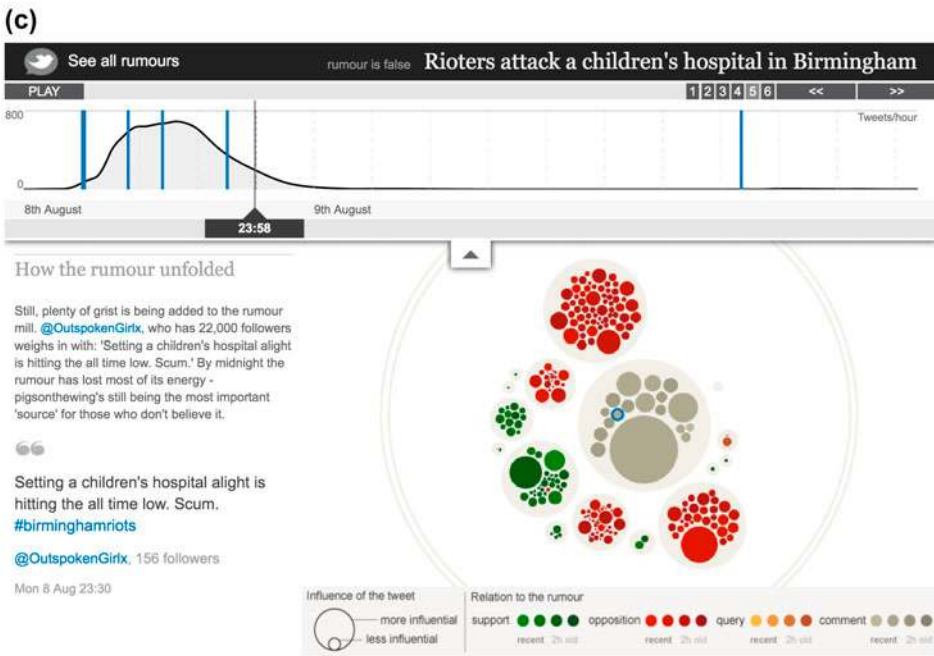 (c)
See all rumours
rumour is false Rioters attack a children's hospital in Birmingham
PLAY
1 2 3 4 5 6 << >>
800
Tweets/hour
0
8th August 9th August
23:58
How the rumour unfolded
Still, plenty of grist is being added to the rumour
mill. @OutspokenGirlx, who has 22,000 followers
weighs in with: 'Setting a children's hospital alight
is hitting the all time low. Scum.' By midnight the
rumour has lost most of its energy -
pigsonthewing's still being the most important
'source' for those who don't believe it.
Setting a children's hospital alight is
hitting the all time low. Scum.
#birminghamriots
@OutspokenGirlx, 156 followers
Mon 8 Aug 23:30
Influence of the tweet
more influential
less influential
Relation to the rumour
support opposition query comment
recent 2h old recent 2h old recent 2h old recent 2h old